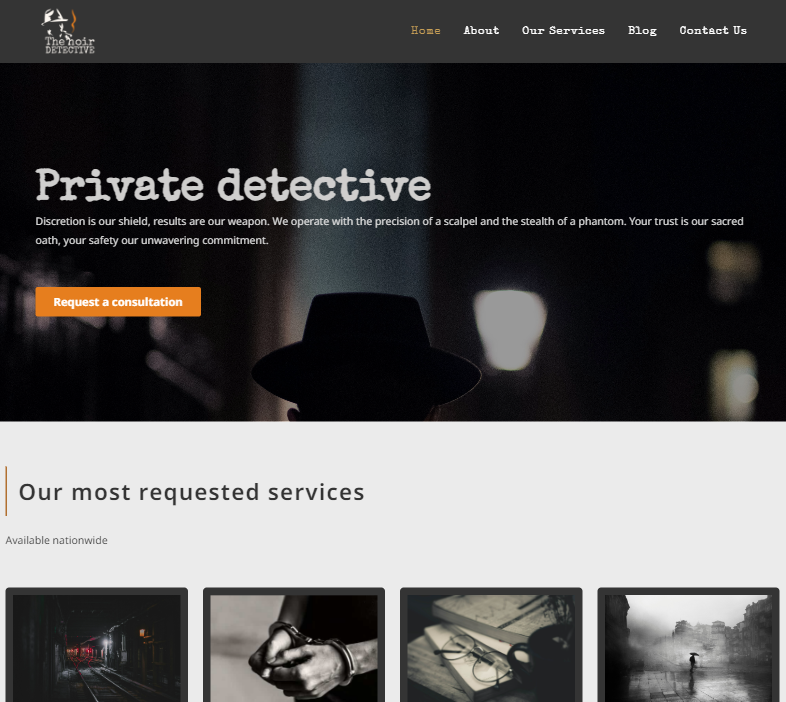 The noir
DETECTIVE
Home About Our Services Blog Contact Us
Private detective
Discretion is our shield, results are our weapon. We operate with the precision of a scalpel and the stealth of a phantom. Your trust is our sacred
oath, your safety our unwavering commitment.
Request a consultation
Our most requested services
Available nationwide